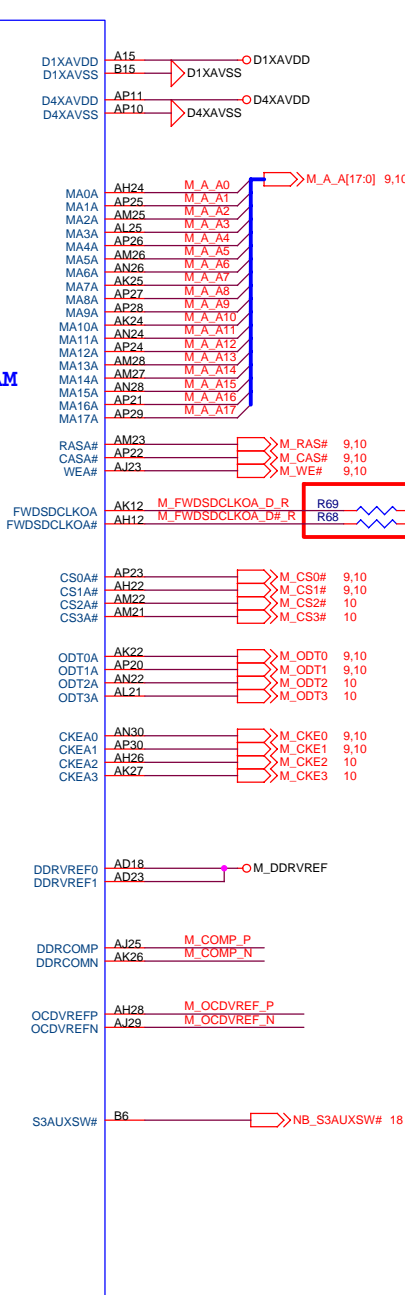 D1XAVDD A15 D1XAVDD
D1XAVSS B15 D1XAVSS
D4XAVDD AP11 D4XAVDD
D4XAVSS AP10 D4XAVSS
M_A_A[17:0] 9,10
MA0A AH24 M_A_A0
MA1A AP25 M_A_A1
MA2A AM25 M_A_A2
MA3A AL25 M_A_A3
MA4A AP26 M_A_A4
MA5A AM26 M_A_A5
MA6A AN26 M_A_A6
MA7A AK25 M_A_A7
MA8A AP27 M_A_A8
MA9A AP28 M_A_A9
MA10A AK24 M_A_A10
MA11A AN24 M_A_A11
MA12A AP24 M_A_A12
MA13A AM28 M_A_A13
MA14A AM27 M_A_A14
MA15A AN28 M_A_A15
MA16A AP21 M_A_A16
MA17A AP29 M_A_A17
RASA# AM23 M_RAS# 9,10
CASA# AP22 M_CAS# 9,10
WEA# AJ23 M_WE# 9,10
FWDSDCLKOA AK12 M_FWDSDCLKOA_D_R R69
FWDSDCLKOA# AH12 M_FWDSDCLKOA_D#_R R68
CS0A# AP23 M_CS0# 9,10
CS1A# AH22 M_CS1# 9,10
CS2A# AM22 M_CS2# 10
CS3A# AM21 M_CS3# 10
ODT0A AK22 M_ODT0 9,10
ODT1A AP20 M_ODT1 9,10
ODT2A AN22 M_ODT2 10
ODT3A AL21 M_ODT3 10
CKEA0 AN30 M_CKE0 9,10
CKEA1 AP30 M_CKE1 9,10
CKEA2 AH26 M_CKE2 10
CKEA3 AK27 M_CKE3 10
DDRVREF0 AD18 M_DDRVREF
DDRVREF1 AD23
DDRCOMP AJ25 M_COMP_P
DDRCOMN AK26 M_COMP_N
OCDVREFP AH28 M_OCDVREF_P
OCDVREFN AJ29 M_OCDVREF_N
S3AUXSW# B6 NB_S3AUXSW# 18